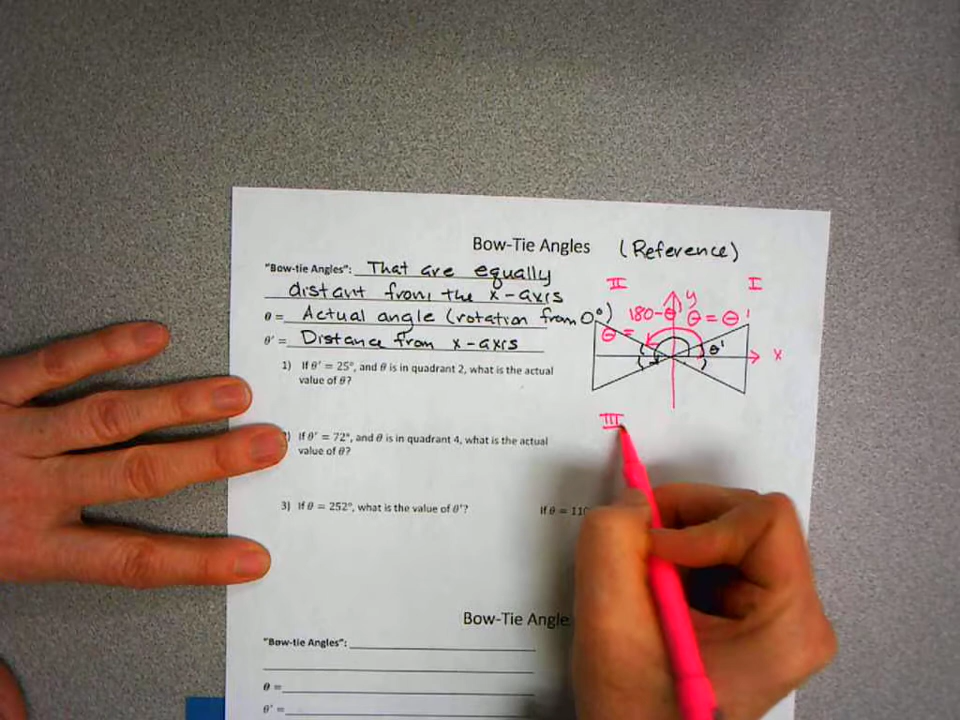 Bow-Tie Angles (Reference)
"Bow-tie Angles": That are equally
distant from the x-axis
θ = Actual angle (rotation from 0°)
θ' = Distance from x-axis
II
I
y
180-θ'
θ =
θ = θ'
θ'
x
III
1) If θ' = 25°, and θ is in quadrant 2, what is the actual
value of θ?
If θ' = 72°, and θ is in quadrant 4, what is the actual
value of θ?
3) If θ = 252°, what is the value of θ'?
If θ = 110
Bow-Tie Angle
"Bow-tie Angles":
θ =
θ' =